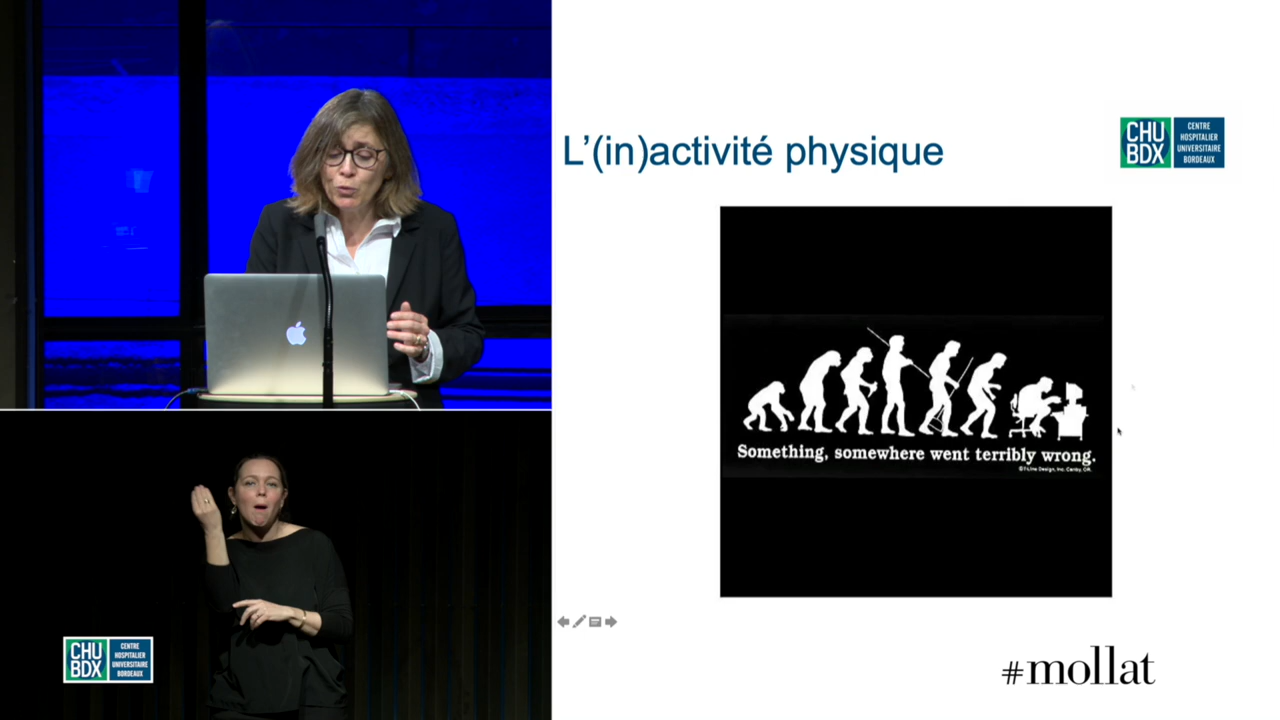 L'(in)activité physique
CHU
BDX
CENTRE
HOSPITALIER
UNIVERSITAIRE
BORDEAUX
Something, somewhere went terribly wrong.
CHU
BDX
CENTRE
HOSPITALIER
UNIVERSITAIRE
BORDEAUX
#mollat